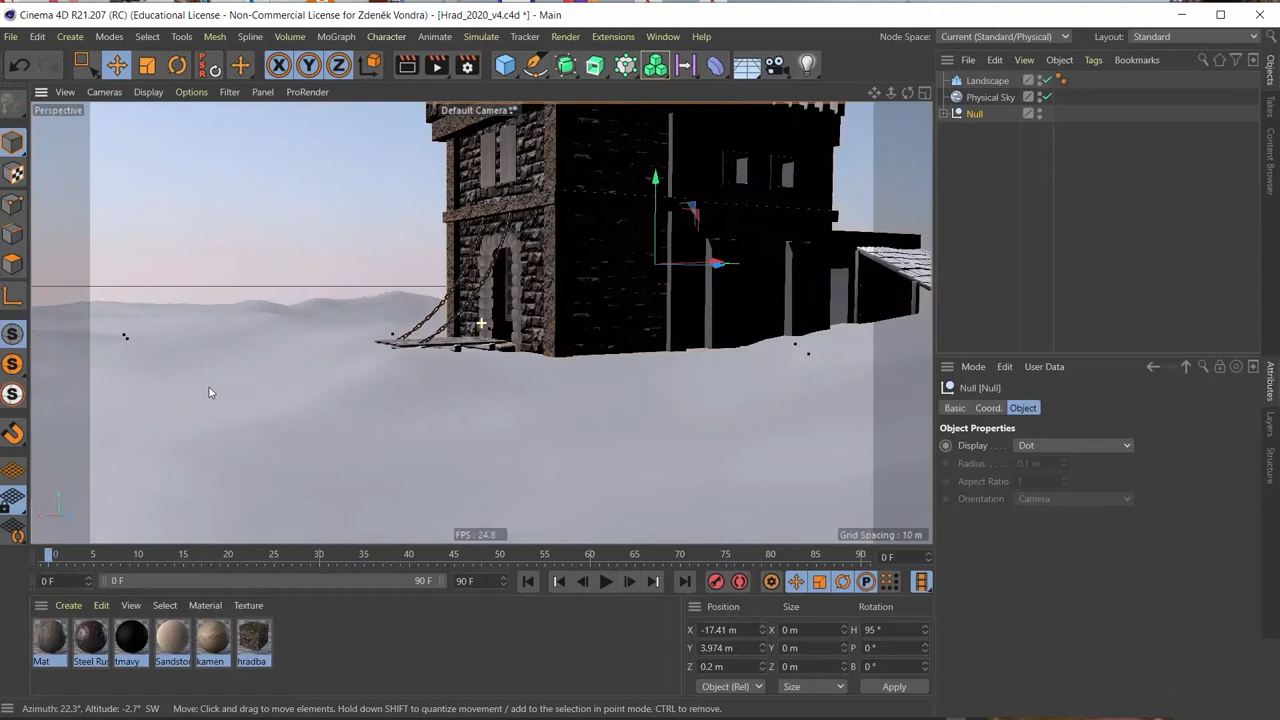 Cinema 4D R21.207 (RC) (Educational License - Non-Commercial License for Zdeněk Vondra) - [Hrad_2020_v4.c4d *] - Main
File Edit Create Modes Select Tools Mesh Spline Volume MoGraph Character Animate Simulate Tracker Render Extensions Window Help Node Space: Current (Standard/Physical) Layout: Standard
P S R X Y Z File Edit View Object Tags Bookmarks
View Cameras Display Options Filter Panel ProRender
Perspective Default Camera
Landscape
Physical Sky
Null
Objects
Takes
Content Browser
Mode Edit User Data
Null [Null]
Basic Coord. Object
Object Properties
Display . . . . Dot
Radius . . . . 0.1 m
Aspect Ratio 1
Orientation Camera
Attributes
Layers
Structure
S
S
S
Y
FPS : 24.8 Grid Spacing : 10 m
0 5 10 15 20 25 30 35 40 45 50 55 60 65 70 75 80 85 90 0 F
0 F 0 F 90 F 90 F P
Create Edit View Select Material Texture
Mat Steel Ru tmavy Sandsto kamen hradba
Position Size Rotation
X -17.41 m X 0 m H 95 °
Y 3.974 m Y 0 m P 0 °
Z 0.2 m Z 0 m B 0 °
Object (Rel) Size Apply
Azimuth: 22.3°, Altitude: -2.7° SW Move: Click and drag to move elements. Hold down SHIFT to quantize movement / add to the selection in point mode, CTRL to remove.